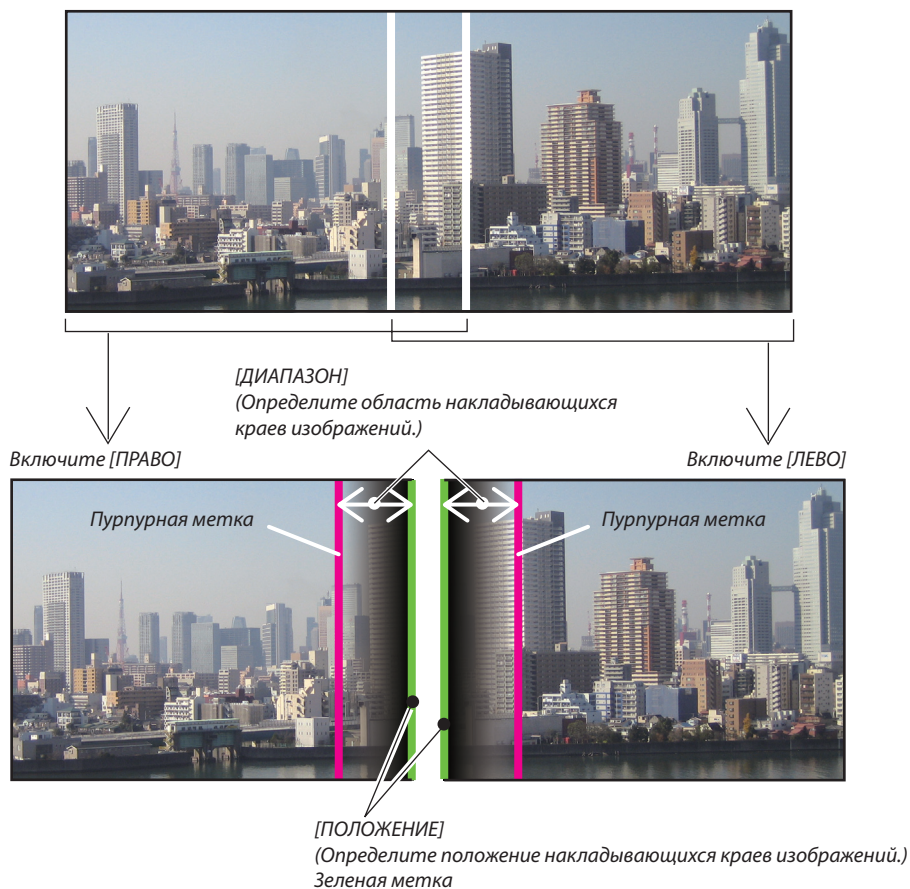 [ДИАПАЗОН]
(Определите область накладывающихся
краев изображений.)
Включите [ПРАВО]
Включите [ЛЕВО]
Пурпурная метка
Пурпурная метка
[ПОЛОЖЕНИЕ]
(Определите положение накладывающихся краев изображений.)
Зеленая метка